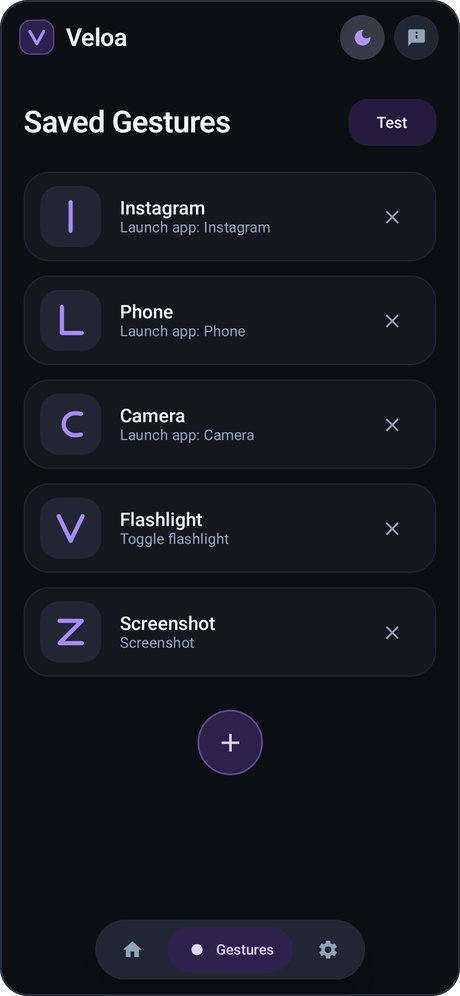 Veloa
Saved Gestures
Test
Instagram
Launch app: Instagram
Phone
Launch app: Phone
Camera
Launch app: Camera
Flashlight
Toggle flashlight
Screenshot
Screenshot
Gestures